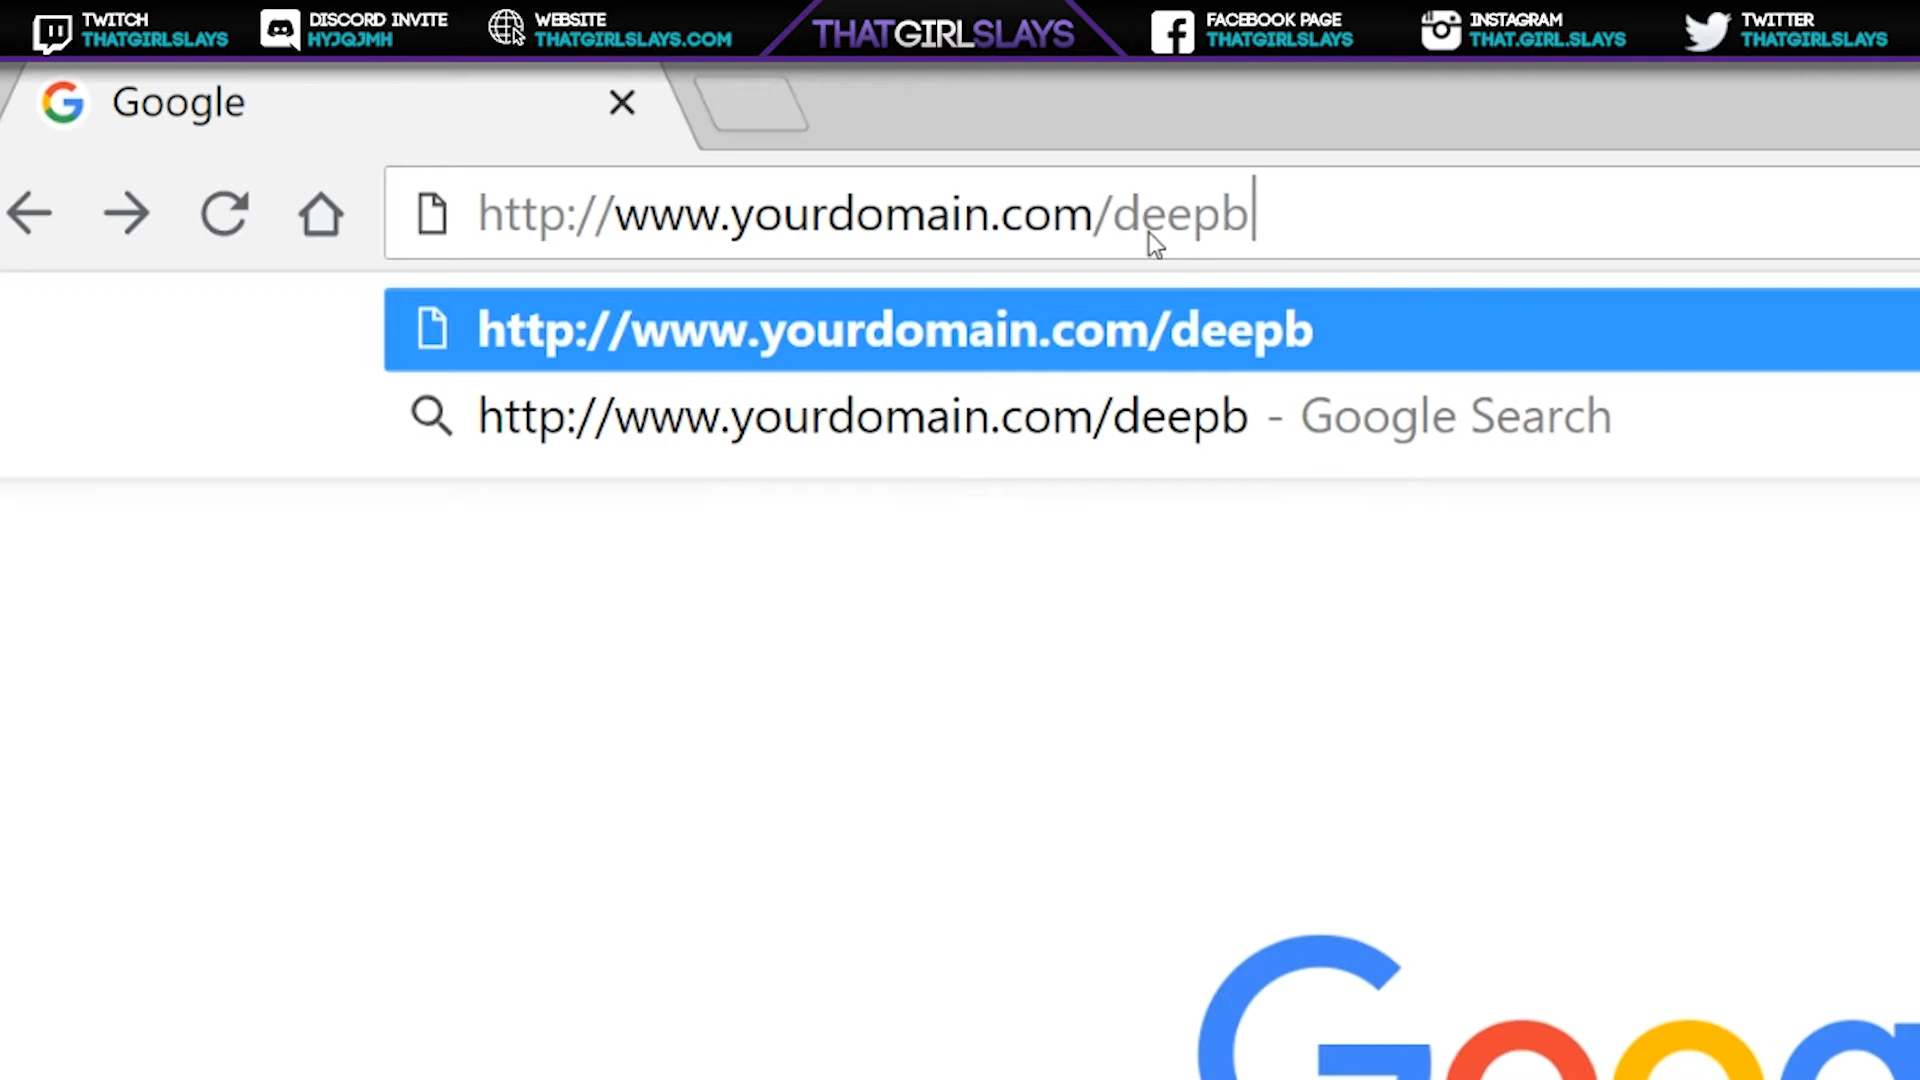 TWITCH
THATGIRLSLAYS
DISCORD INVITE
HYJQJMH
WEBSITE
THATGIRLSLAYS.COM
THATGIRLSLAYS
FACEBOOK PAGE
THATGIRLSLAYS
INSTAGRAM
THAT.GIRL.SLAYS
TWITTER
THATGIRLSLAYS
Google
http://www.yourdomain.com/deepb
http://www.yourdomain.com/deepb
http://www.yourdomain.com/deepb - Google Search
Goog